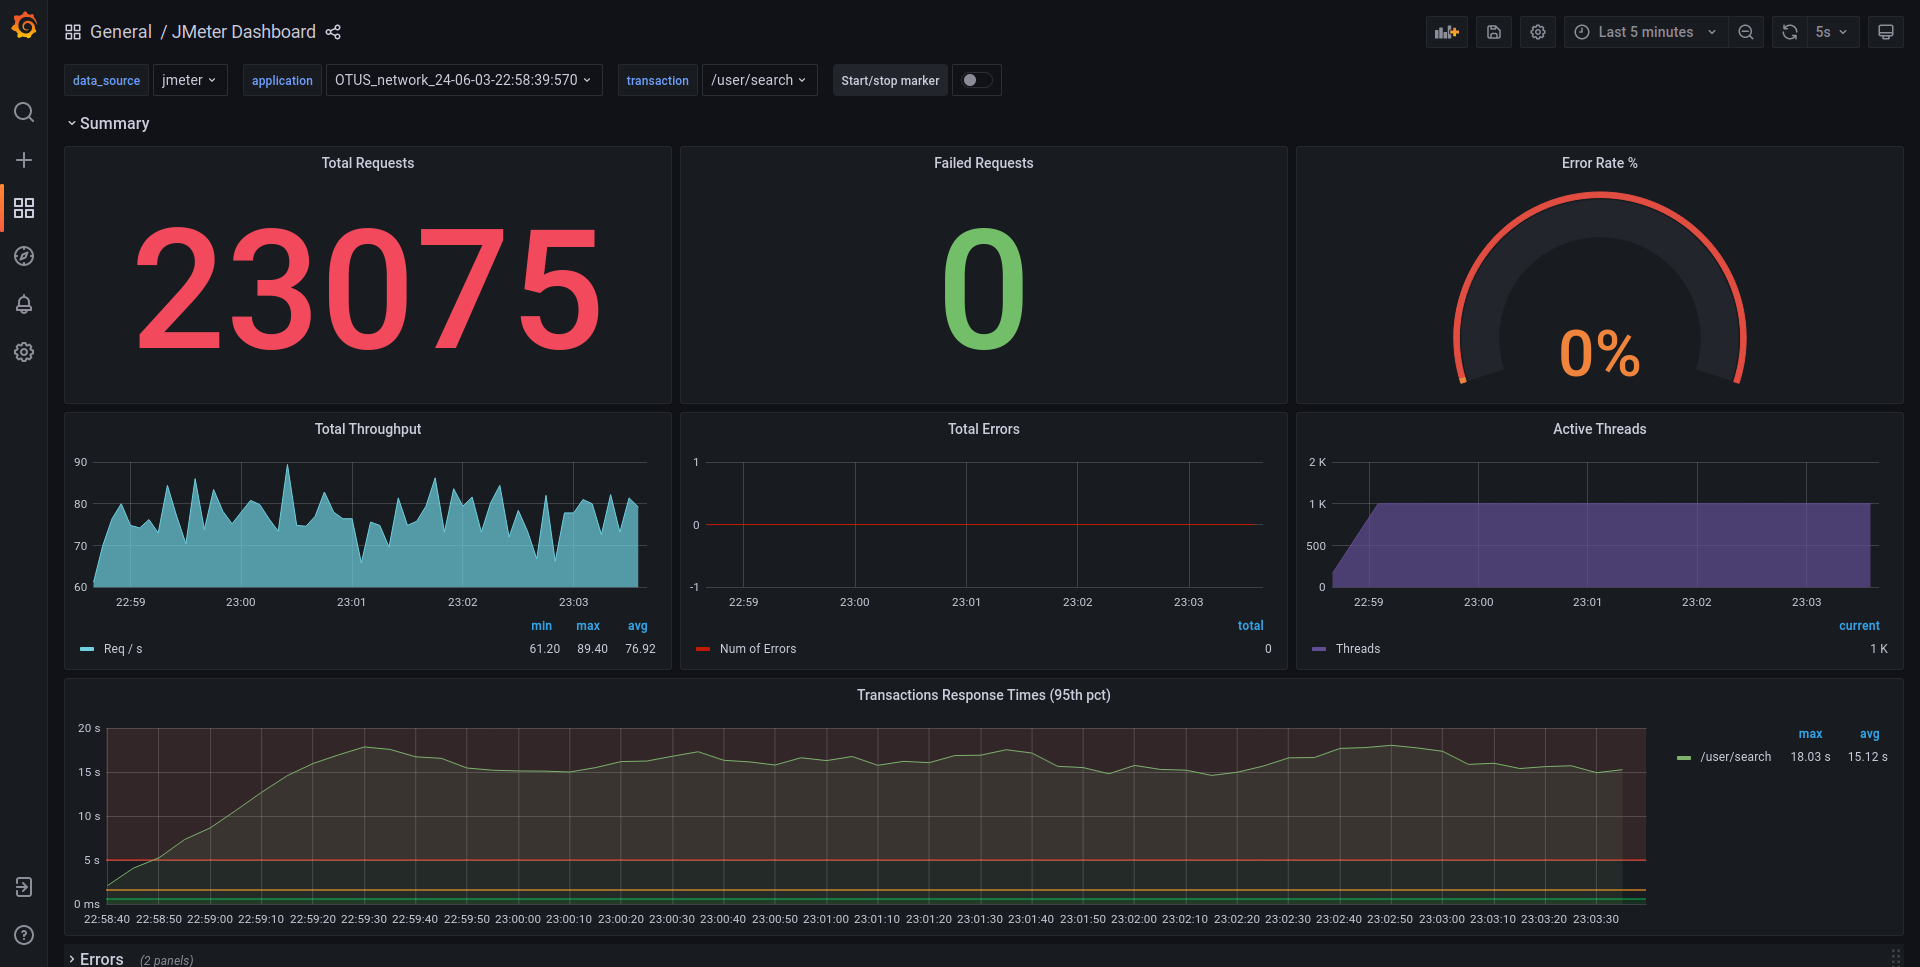 General / JMeter Dashboard
Last 5 minutes
5s
data_source jmeter application OTUS_network_24-06-03-22:58:39:570 transaction /user/search Start/stop marker
Summary
Total Requests
23075
Failed Requests
0
Error Rate %
0%
Total Throughput
90
80
70
60
22:59 23:00 23:01 23:02 23:03
min max avg
Req / s 61.20 89.40 76.92
Total Errors
1
0
-1
22:59 23:00 23:01 23:02 23:03
total
Num of Errors 0
Active Threads
2 K
1 K
500
0
22:59 23:00 23:01 23:02 23:03
current
Threads 1 K
Transactions Response Times (95th pct)
20 s
15 s
10 s
5 s
0 ms
22:58:40 22:58:50 22:59:00 22:59:10 22:59:20 22:59:30 22:59:40 22:59:50 23:00:00 23:00:10 23:00:20 23:00:30 23:00:40 23:00:50 23:01:00 23:01:10 23:01:20 23:01:30 23:01:40 23:01:50 23:02:00 23:02:10 23:02:20 23:02:30 23:02:40 23:02:50 23:03:00 23:03:10 23:03:20 23:03:30
max avg
/user/search 18.03 s 15.12 s
Errors (2 panels)